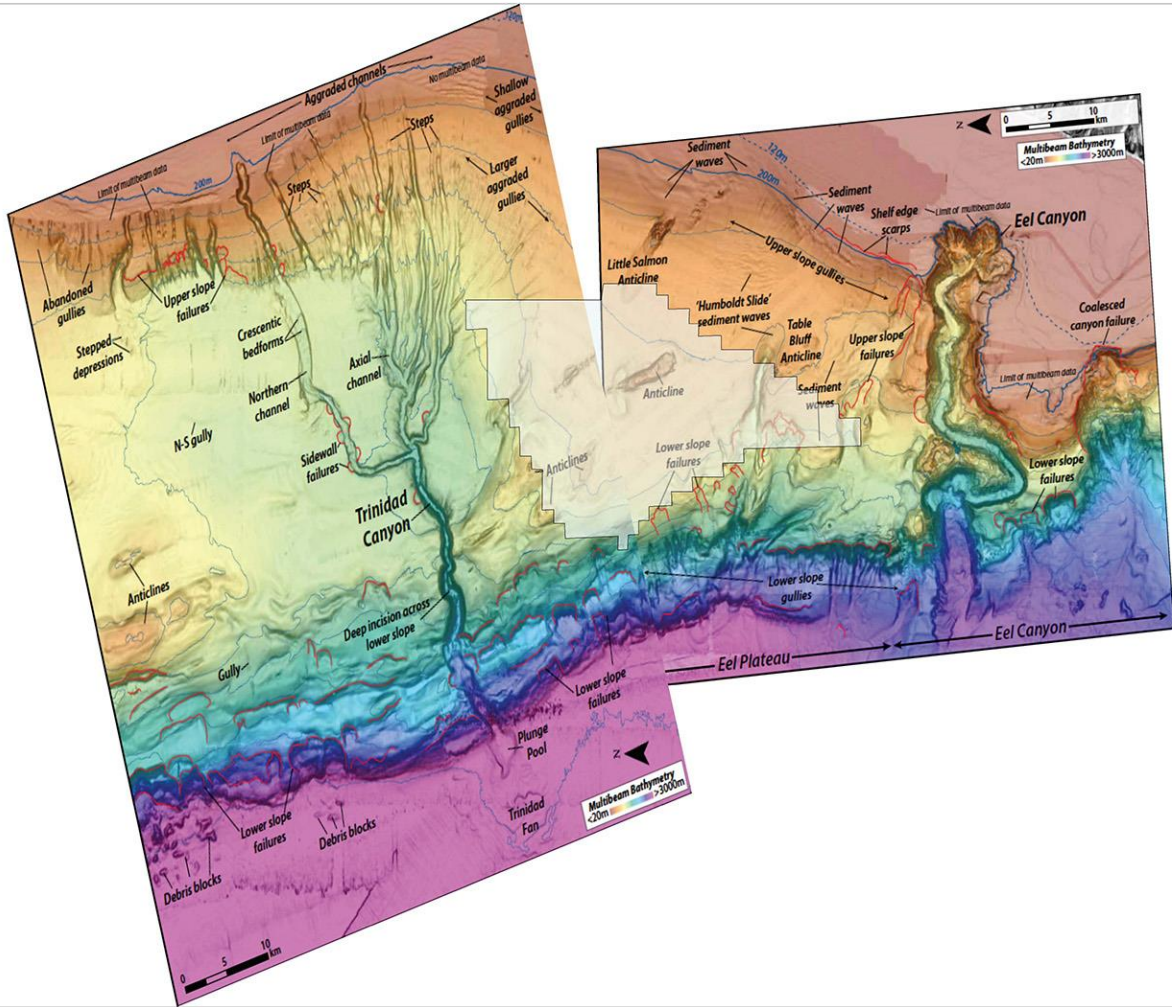 120m
Aggraded channels
No multibeam data
Shallow
aggraded
gullies
Limit of multibeam data
Steps
Limit of multibeam data
200m
Steps
Larger
aggraded
gullies
Abandoned
gullies
Upper slope
failures
Stepped
depressions
Crescentic
bedforms
Axial
channel
Northern
channel
N-S gully
Sidewall
failures
Trinidad
Canyon
Anticlines
Deep incision across
lower slope
Gully
Lower slope
failures
Plunge
Pool
N
Trinidad
Fan
Multibeam Bathymetry
<20m >3000m
Lower slope
failures
Debris blocks
Debris blocks
0 5 10
km
Sediment
waves
120m
200m
Sediment
waves
Shelf edge
scarps
Limit of multibeam data
Eel Canyon
N
0 5 10
km
Multibeam Bathymetry
<20m >3000m
Upper slope gullies
Little Salmon
Anticline
'Humboldt Slide'
sediment waves
Table
Bluff
Anticline
Upper slope
failures
Coalesced
canyon failure
Limit of multibeam data
Anticline
Sediment
waves
Anticlines
Lower slope
failures
Lower slope
failures
Lower slope
gullies
Eel Plateau
Eel Canyon